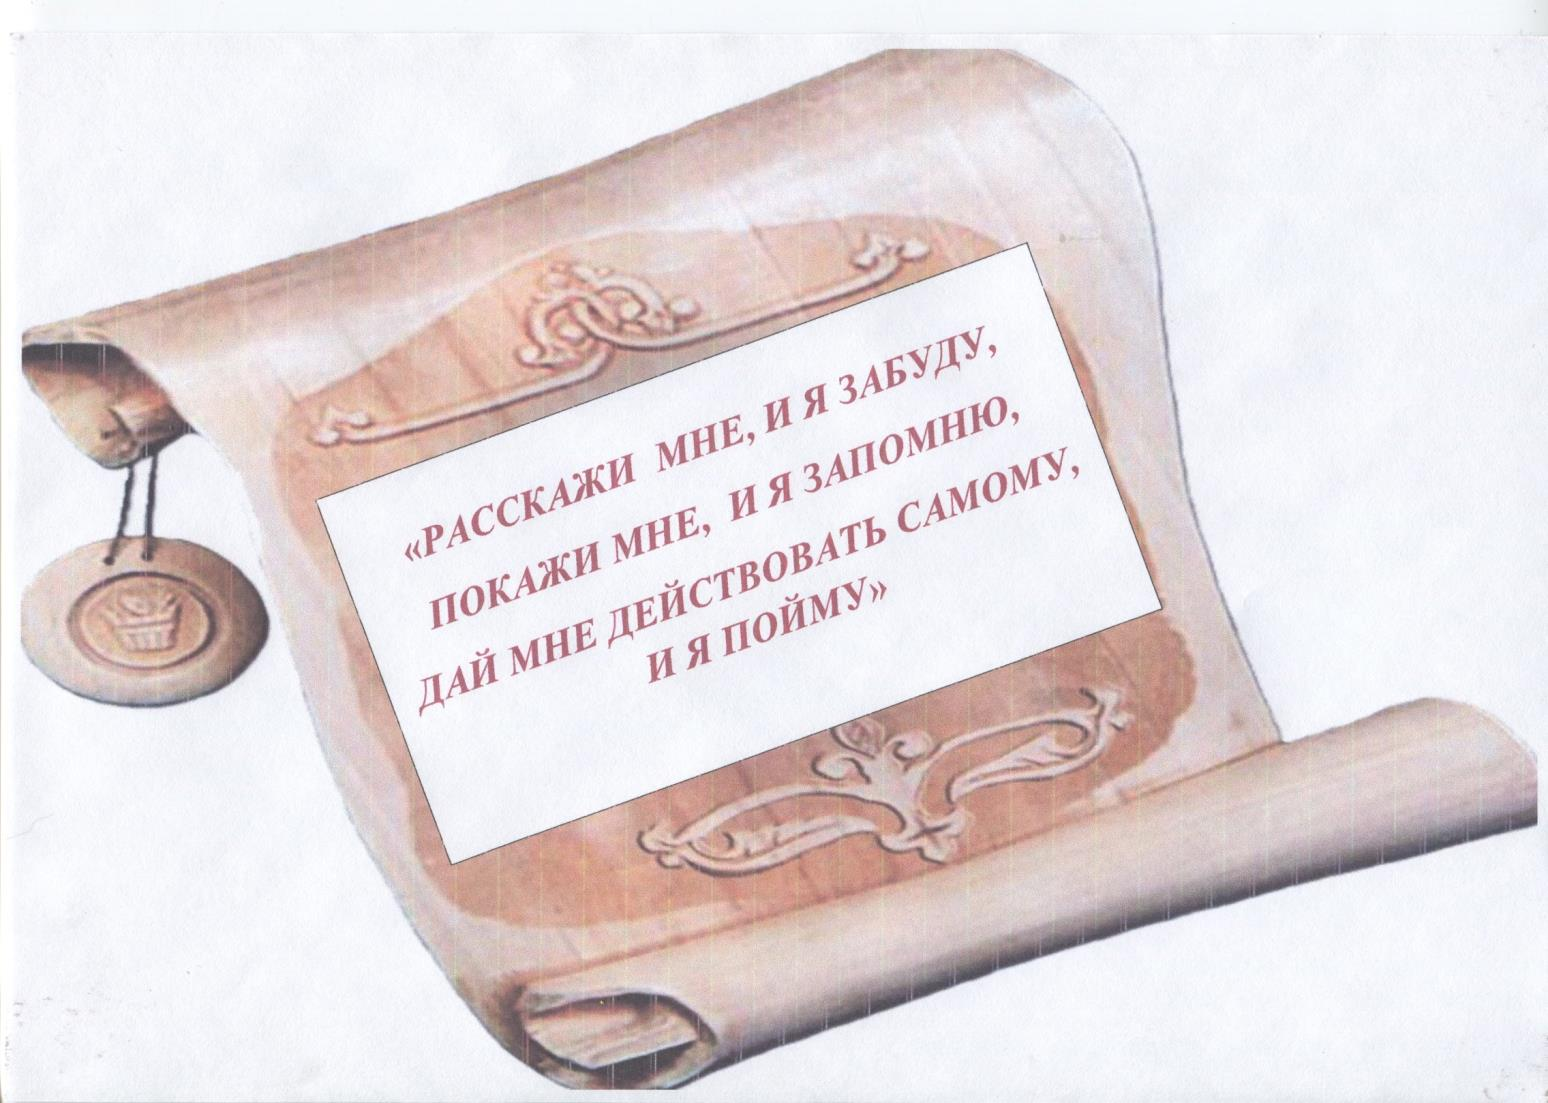 «РАССКАЖИ МНЕ, И Я ЗАБУДУ,
ПОКАЖИ МНЕ, И Я ЗАПОМНЮ,
ДАЙ МНЕ ДЕЙСТВОВАТЬ САМОМУ,
И Я ПОЙМУ»